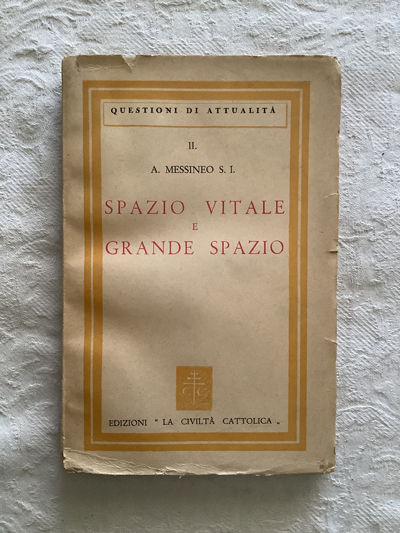 QUESTIONI DI ATTUALITÀ
II.
A. MESSINEO S. I.
SPAZIO VITALE
E
GRANDE SPAZIO
EDIZIONI " LA CIVILTÀ CATTOLICA „